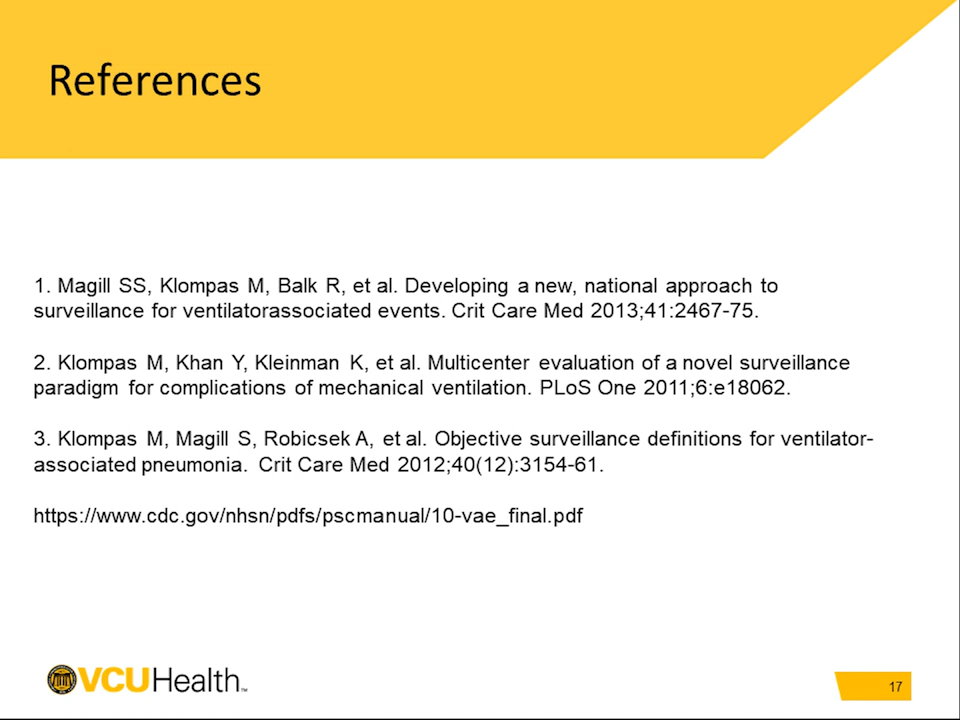 References
1. Magill SS, Klompas M, Balk R, et al. Developing a new, national approach to
surveillance for ventilatorassociated events. Crit Care Med 2013;41:2467-75.
2. Klompas M, Khan Y, Kleinman K, et al. Multicenter evaluation of a novel surveillance
paradigm for complications of mechanical ventilation. PLoS One 2011;6:e18062.
3. Klompas M, Magill S, Robicsek A, et al. Objective surveillance definitions for ventilator-
associated pneumonia. Crit Care Med 2012;40(12):3154-61.
https://www.cdc.gov/nhsn/pdfs/pscmanual/10-vae_final.pdf
VCUHealth™
17